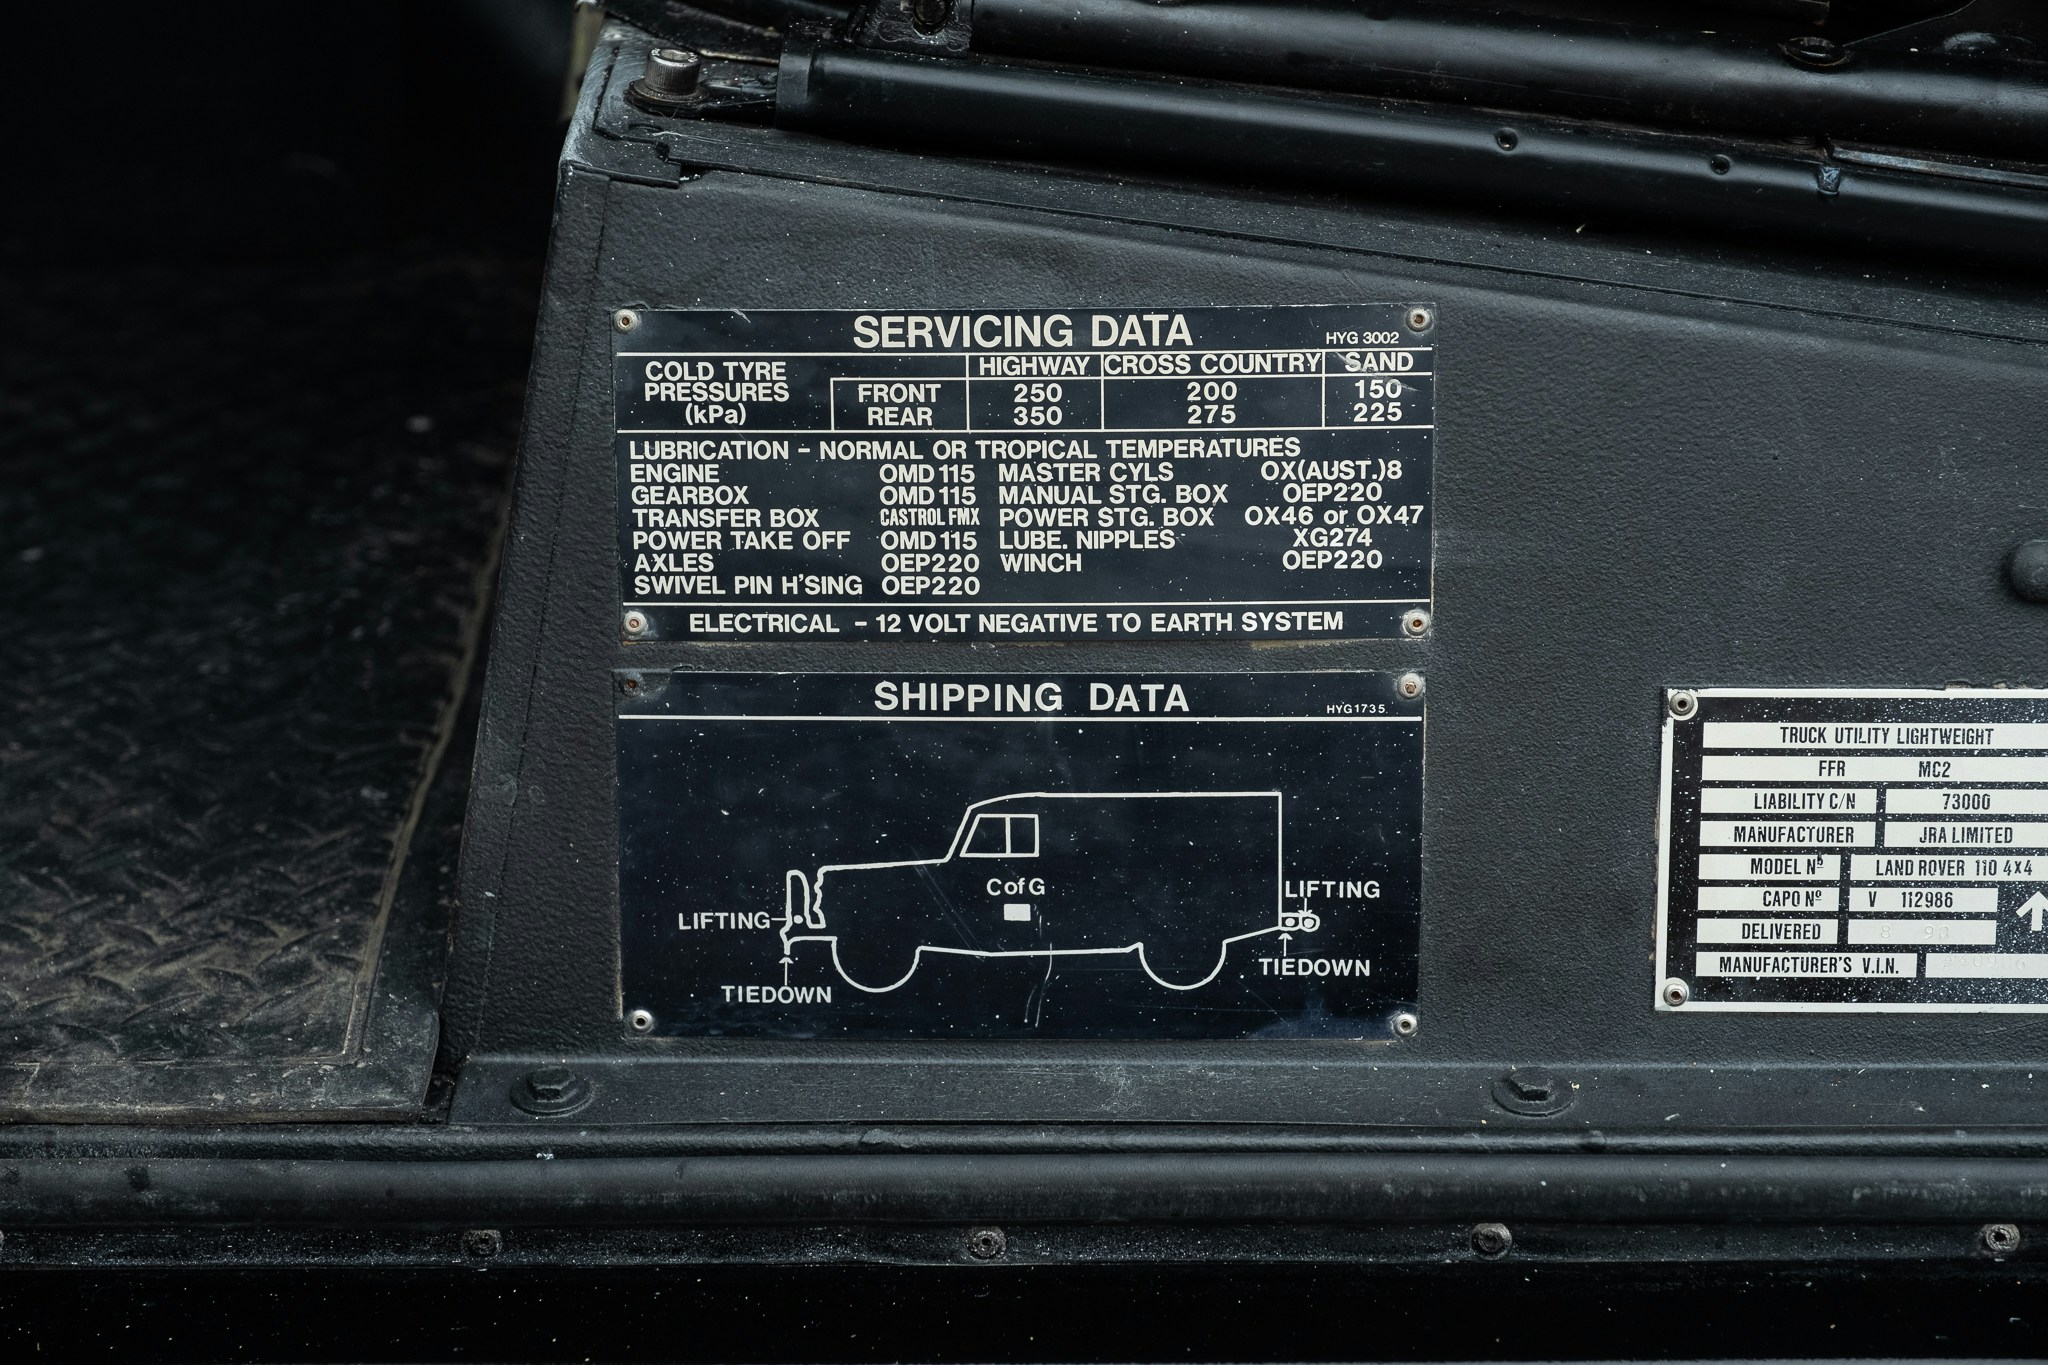 SERVICING DATA HYG 3002
COLD TYRE PRESSURES (kPa) HIGHWAY CROSS COUNTRY SAND
FRONT 250 200 150
REAR 350 275 225
LUBRICATION - NORMAL OR TROPICAL TEMPERATURES
ENGINE OMD 115 MASTER CYLS OX(AUST.)8
GEARBOX OMD 115 MANUAL STG. BOX OEP220
TRANSFER BOX CASTROL FMX POWER STG. BOX OX46 or OX47
POWER TAKE OFF OMD 115 LUBE. NIPPLES XG274
AXLES OEP220 WINCH OEP220
SWIVEL PIN H'SING OEP220
ELECTRICAL - 12 VOLT NEGATIVE TO EARTH SYSTEM
SHIPPING DATA HYG1735
CofG
LIFTING
LIFTING
TIEDOWN
TIEDOWN
TRUCK UTILITY LIGHTWEIGHT
FFR MC2
LIABILITY C/N 73000
MANUFACTURER JRA LIMITED
MODEL Nº LAND ROVER 110 4x4
CAPO Nº V 112986
DELIVERED 8
MANUFACTURER'S V.I.N.